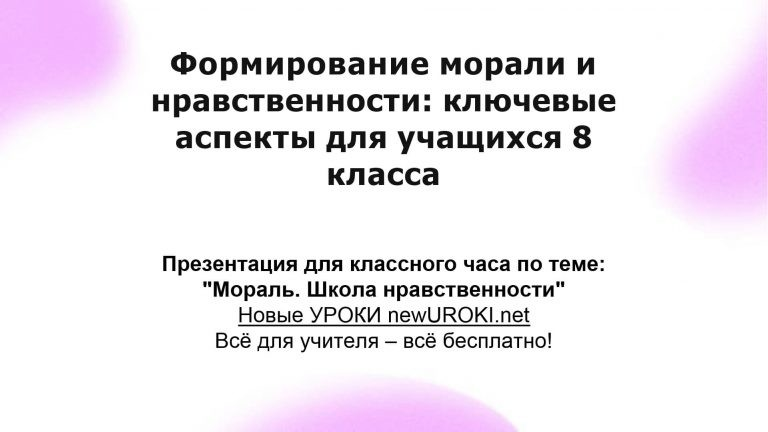 Формирование морали и
нравственности: ключевые
аспекты для учащихся 8
класса
Презентация для классного часа по теме:
"Мораль. Школа нравственности"
Новые УРОКИ newUROKI.net
Всё для учителя – всё бесплатно!